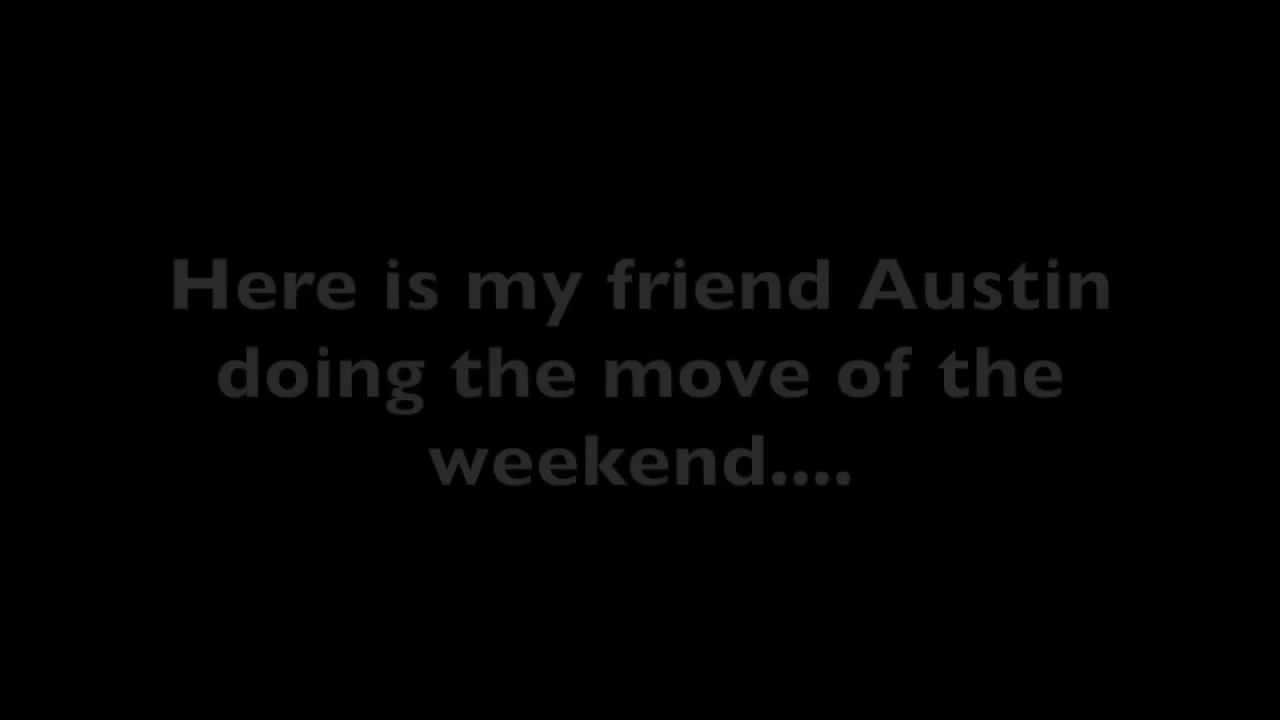 Here is my friend Austin
doing the move of the
weekend....